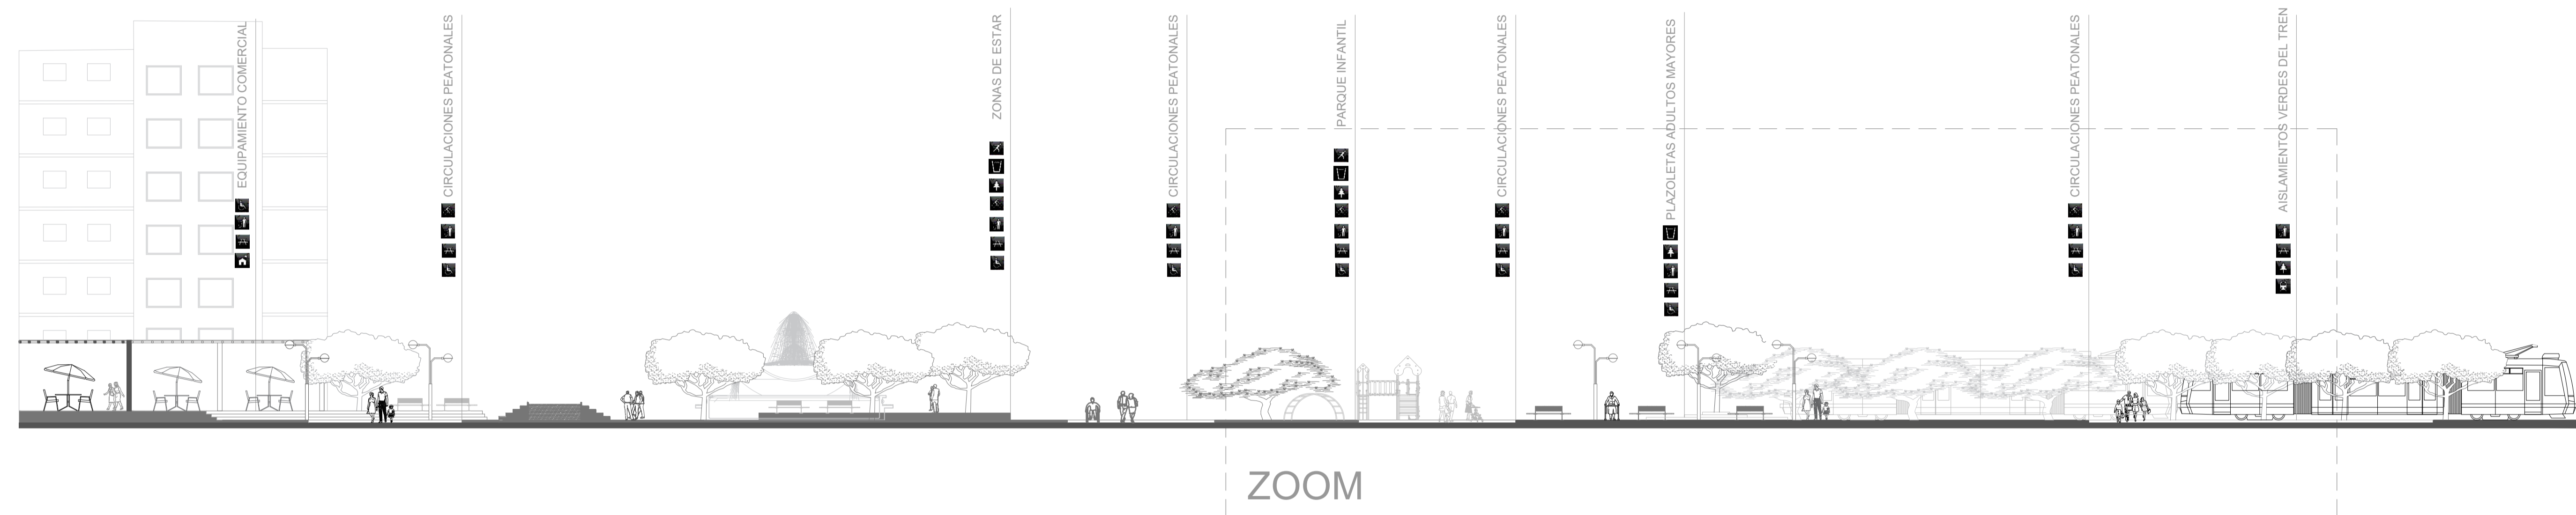 EQUIPAMIENTO COMERCIAL
CIRCULACIONES PEATONALES
ZONAS DE ESTAR
CIRCULACIONES PEATONALES
PARQUE INFANTIL
CIRCULACIONES PEATONALES
PLAZOLETAS ADULTOS MAYORES
CIRCULACIONES PEATONALES
AISLAMIENTOS VERDES DEL TREN
ZOOM